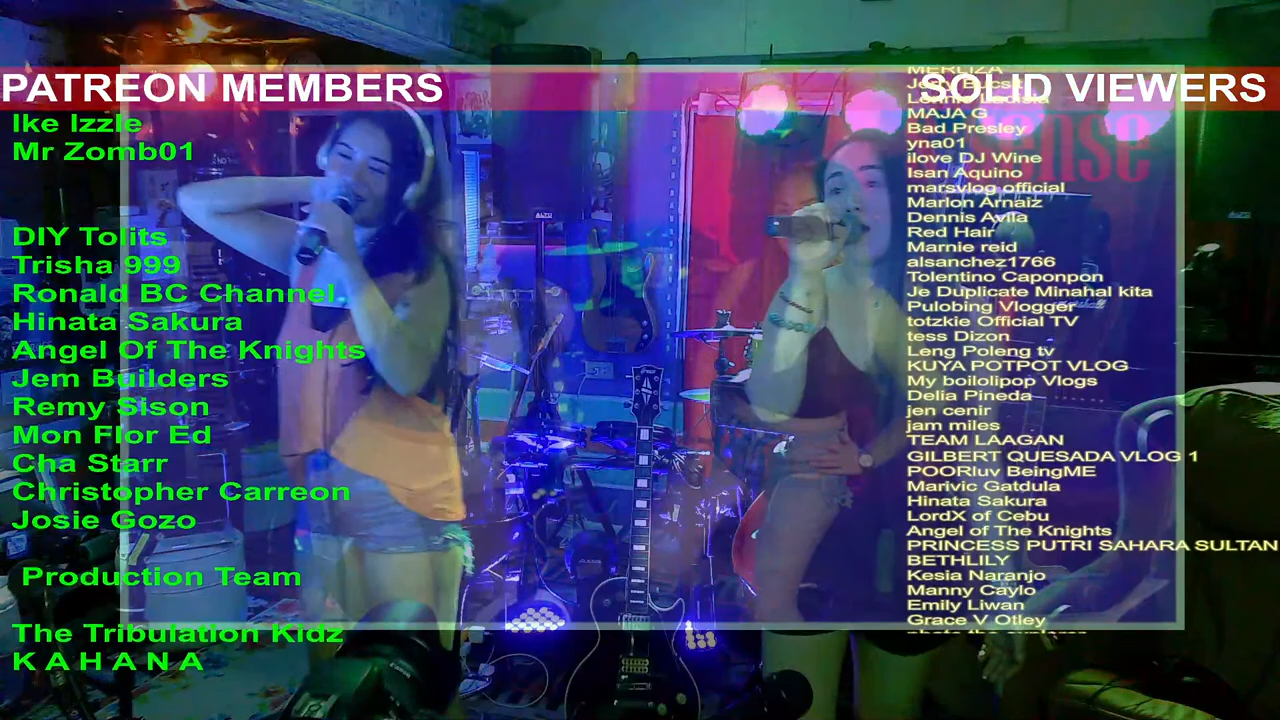 PATREON MEMBERS
Ike Izzle
Mr Zomb01
DIY Tolits
Trisha 999
Ronald BC Channel
Hinata Sakura
Angel Of The Knights
Jem Builders
Remy Sison
Mon Flor Ed
Cha Starr
Christopher Carreon
Josie Gozo
Production Team
The Tribulation Kidz
K A H A N A
SOLID VIEWERS
MERLIZA
MAJA G
Bad Presley
yna01
ilove DJ Wine
Isan Aquino
marsvlog official
Marlon Arnaiz
Dennis Avila
Red Hair
Marnie reid
alsanchez1766
Tolentino Caponpon
Je Duplicate Minahal kita
Pulobing Vlogger
totzkie Official TV
tess Dizon
Leng Poleng tv
KUYA POTPOT VLOG
My boilolipop Vlogs
Delia Pineda
jen cenir
jam miles
TEAM LAAGAN
GILBERT QUESADA VLOG 1
POORluv BeingME
Marivic Gatdula
Hinata Sakura
LordX of Cebu
Angel of The Knights
PRINCESS PUTRI SAHARA SULTAN
BETHLILY
Kesia Naranjo
Manny Caylo
Emily Liwan
Grace V Otley
ALTO